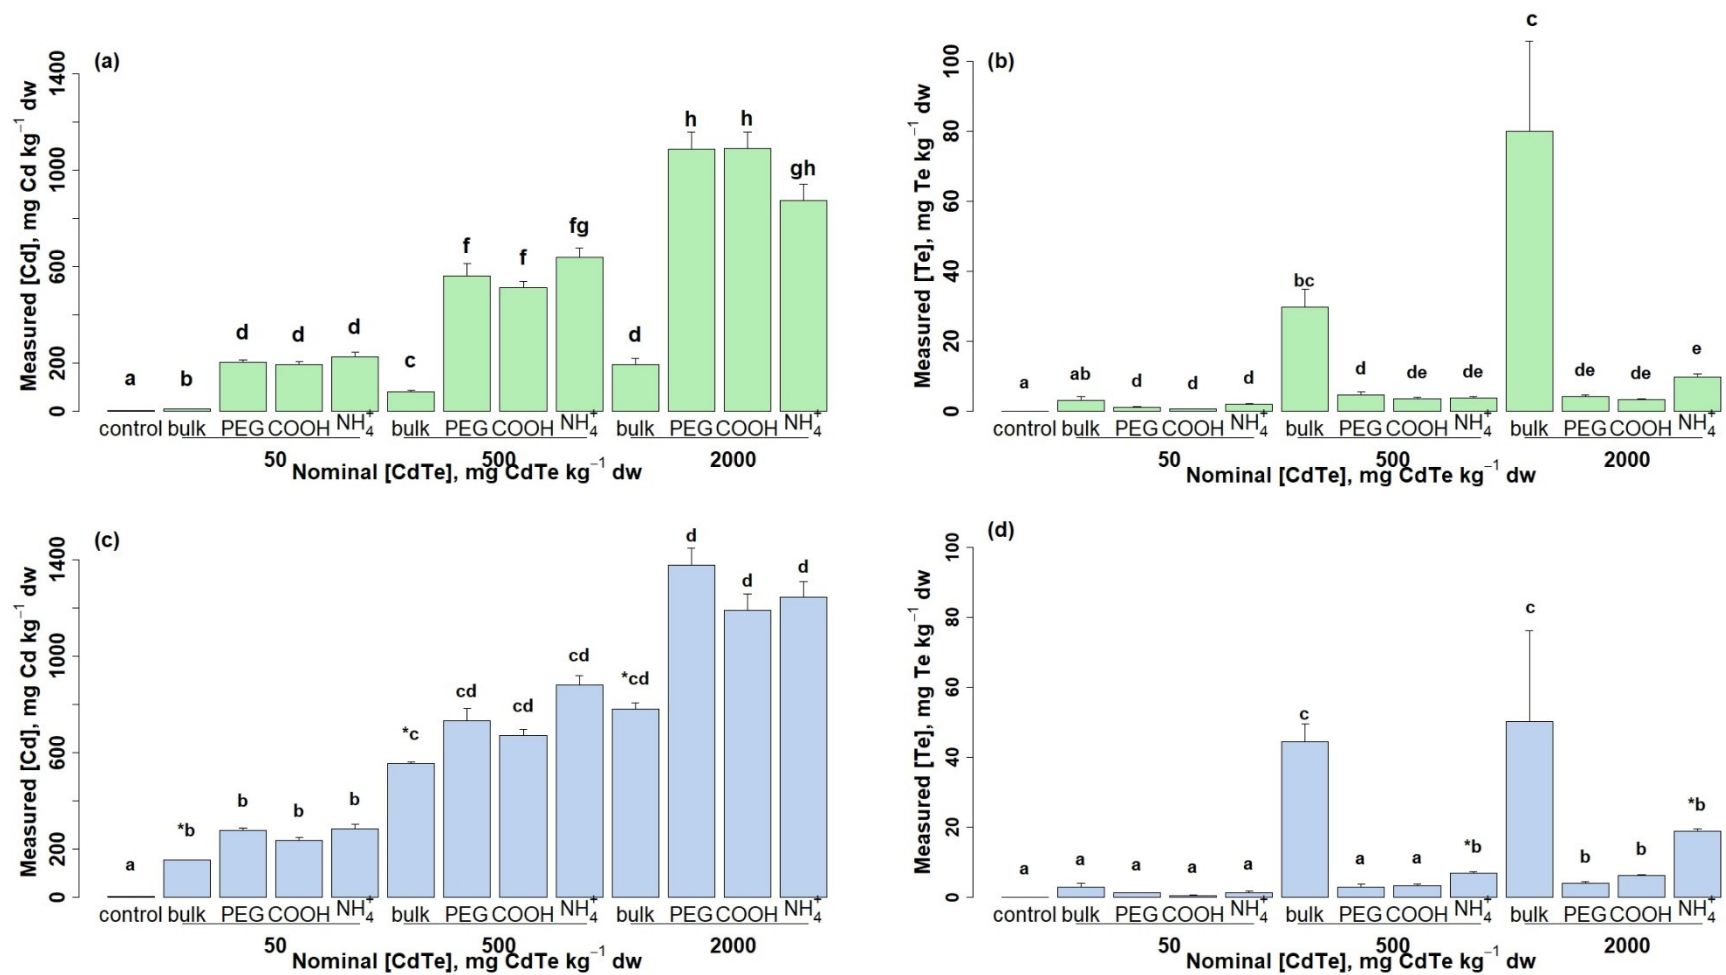 (a)
Measured [Cd], mg Cd kg⁻¹ dw
1400
1000
600
200
0
a b d d d c f f fg d h h gh
control bulk PEG COOH NH₄⁺ bulk PEG COOH NH₄⁺ bulk PEG COOH NH₄⁺
50 500 2000
Nominal [CdTe], mg CdTe kg⁻¹ dw
(b)
Measured [Te], mg Te kg⁻¹ dw
100
80
60
40
20
0
a ab d d d bc d de de c de de e
control bulk PEG COOH NH₄⁺ bulk PEG COOH NH₄⁺ bulk PEG COOH NH₄⁺
50 500 2000
Nominal [CdTe], mg CdTe kg⁻¹ dw
(c)
Measured [Cd], mg Cd kg⁻¹ dw
1400
1000
600
200
0
a *b b b b *c cd cd cd *cd d d d
control bulk PEG COOH NH₄⁺ bulk PEG COOH NH₄⁺ bulk PEG COOH NH₄⁺
50 500 2000
Nominal [CdTe], mg CdTe kg⁻¹ dw
(d)
Measured [Te], mg Te kg⁻¹ dw
100
80
60
40
20
0
a a a a a c a a *b c b b *b
control bulk PEG COOH NH₄⁺ bulk PEG COOH NH₄⁺ bulk PEG COOH NH₄⁺
50 500 2000
Nominal [CdTe], mg CdTe kg⁻¹ dw